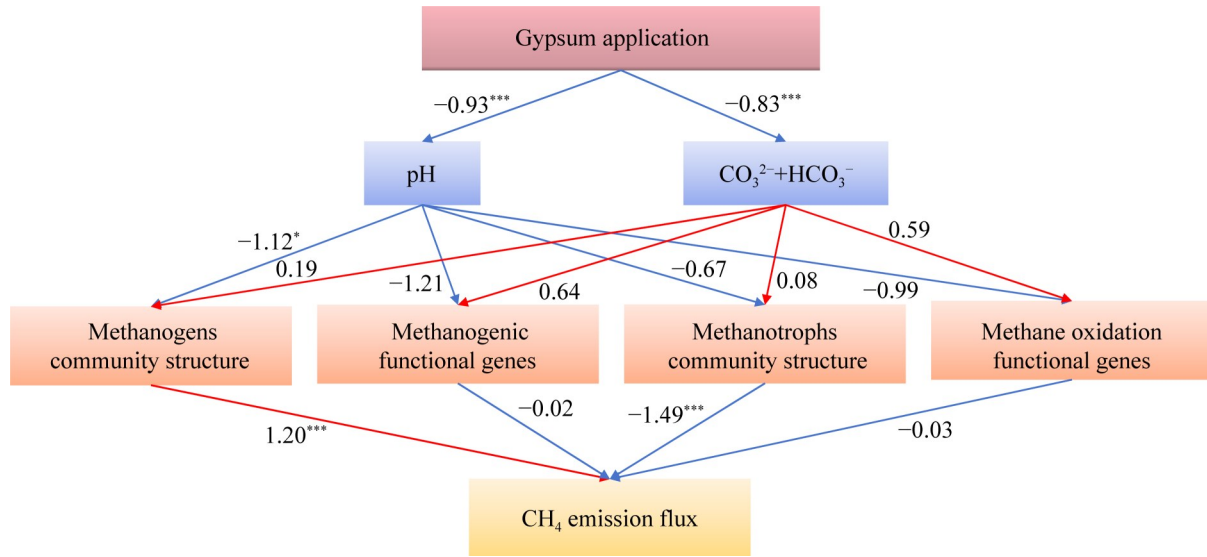 Gypsum application
−0.93***
−0.83***
pH
CO₃²⁻+HCO₃⁻
−1.12*
0.19
−1.21
0.64
−0.67
0.08
0.59
−0.99
Methanogens
community structure
Methanogenic
functional genes
Methanotrophs
community structure
Methane oxidation
functional genes
1.20***
−0.02
−1.49***
−0.03
CH₄ emission flux